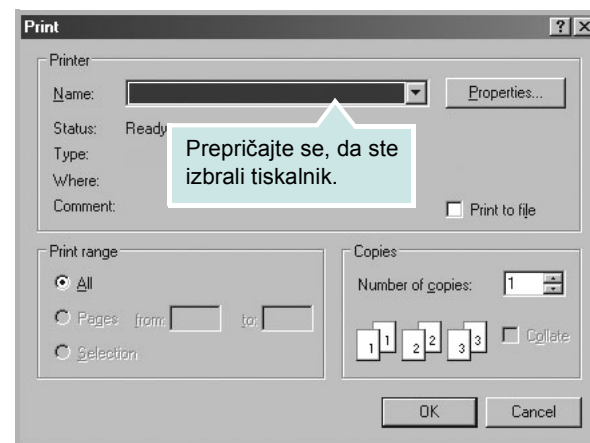 Print
Printer
Name:
Properties...
Status: Ready
Type:
Where:
Comment:
Prepričajte se, da ste
izbrali tiskalnik.
Print to file
Print range
All
Pages from: to:
Selection
Copies
Number of copies: 1
1 1 2 2 3 3
Collate
OK Cancel